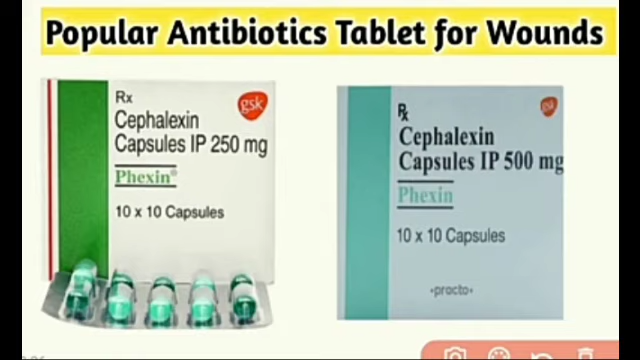 Popular Antibiotics Tablet for Wounds
Rx
gsk
Cephalexin
Capsules IP 250 mg
Phexin®
10 x 10 Capsules
Rx
gsk
Cephalexin
Capsules IP 500 mg
Phexin
10 x 10 Capsules
-practo-